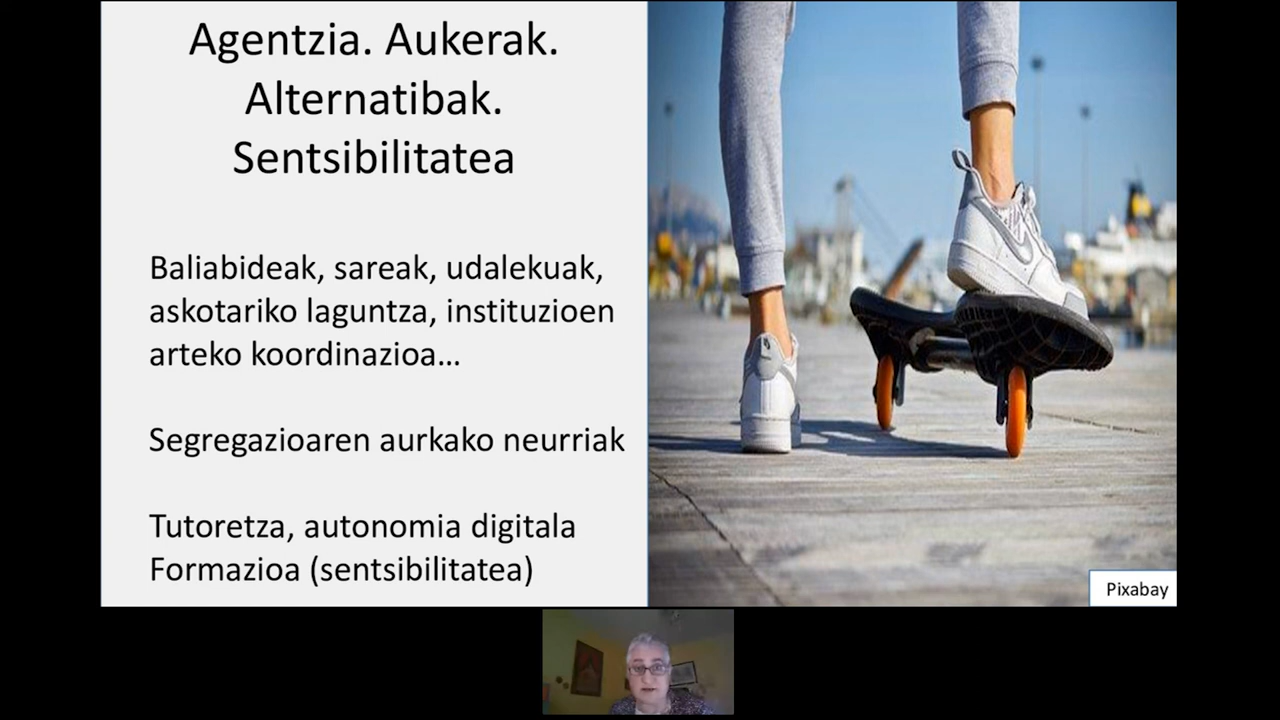 Agentzia. Aukerak.
Alternatibak.
Sentsibilitatea
Baliabideak, sareak, udalekuak,
askotariko laguntza, instituzioen
arteko koordinazioa...
Segregazioaren aurkako neurriak
Tutoretza, autonomia digitala
Formazioa (sentsibilitatea)
Pixabay